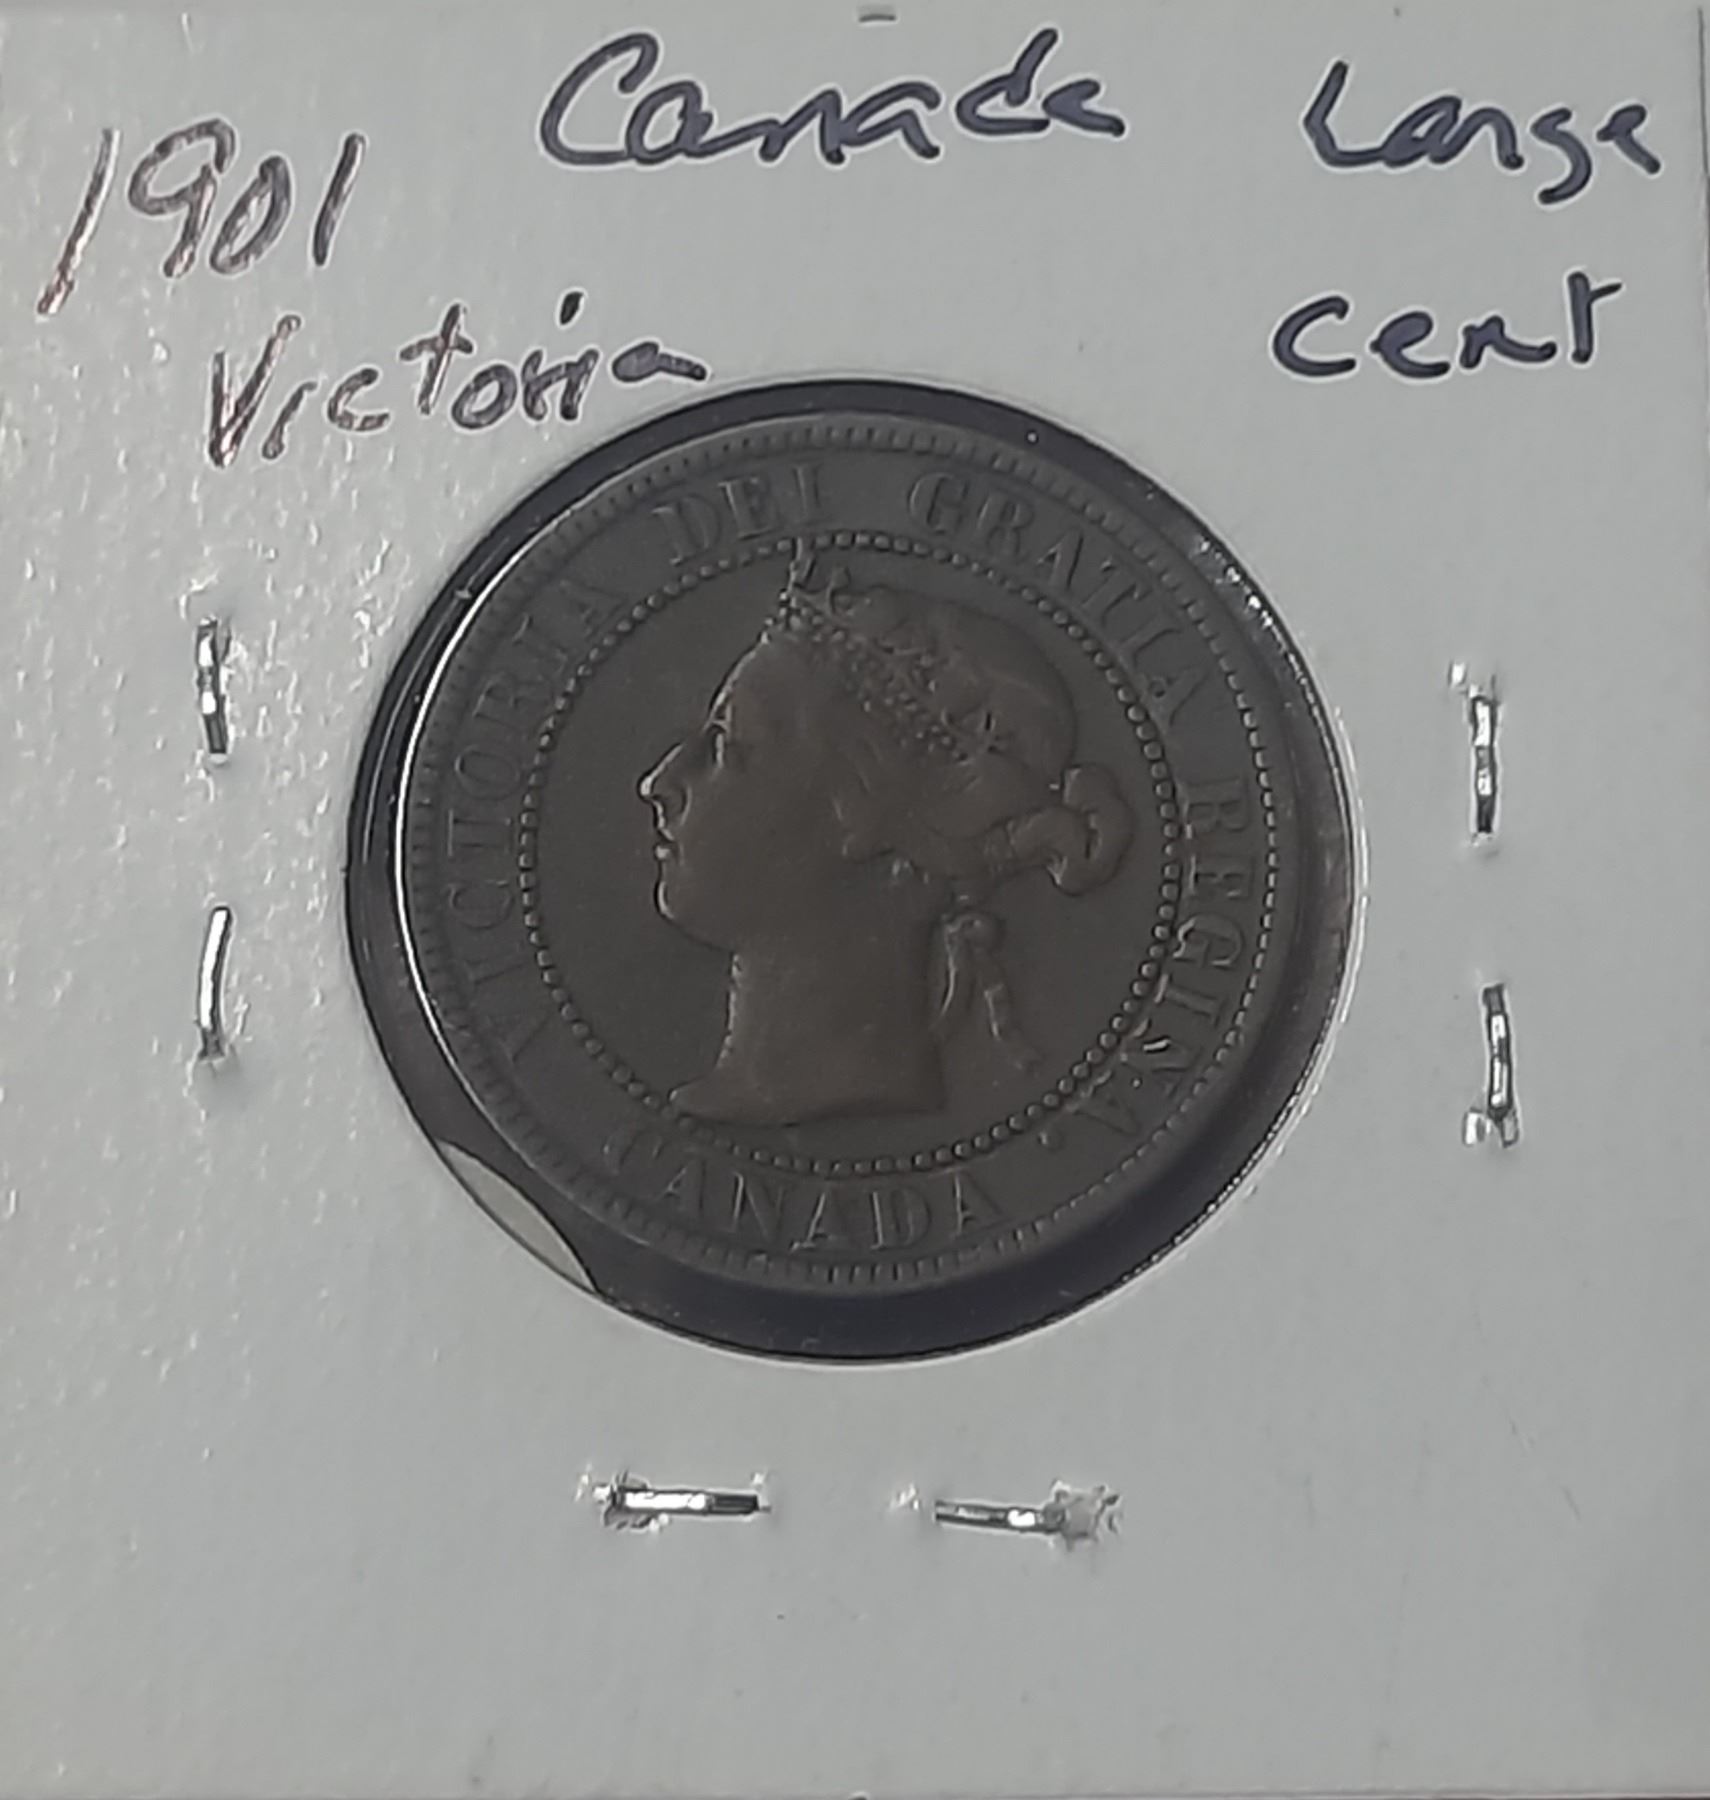 Canada Large
1901
cent
Victoria
VICTORIA DEI GRATIA REGINA.
CANADA